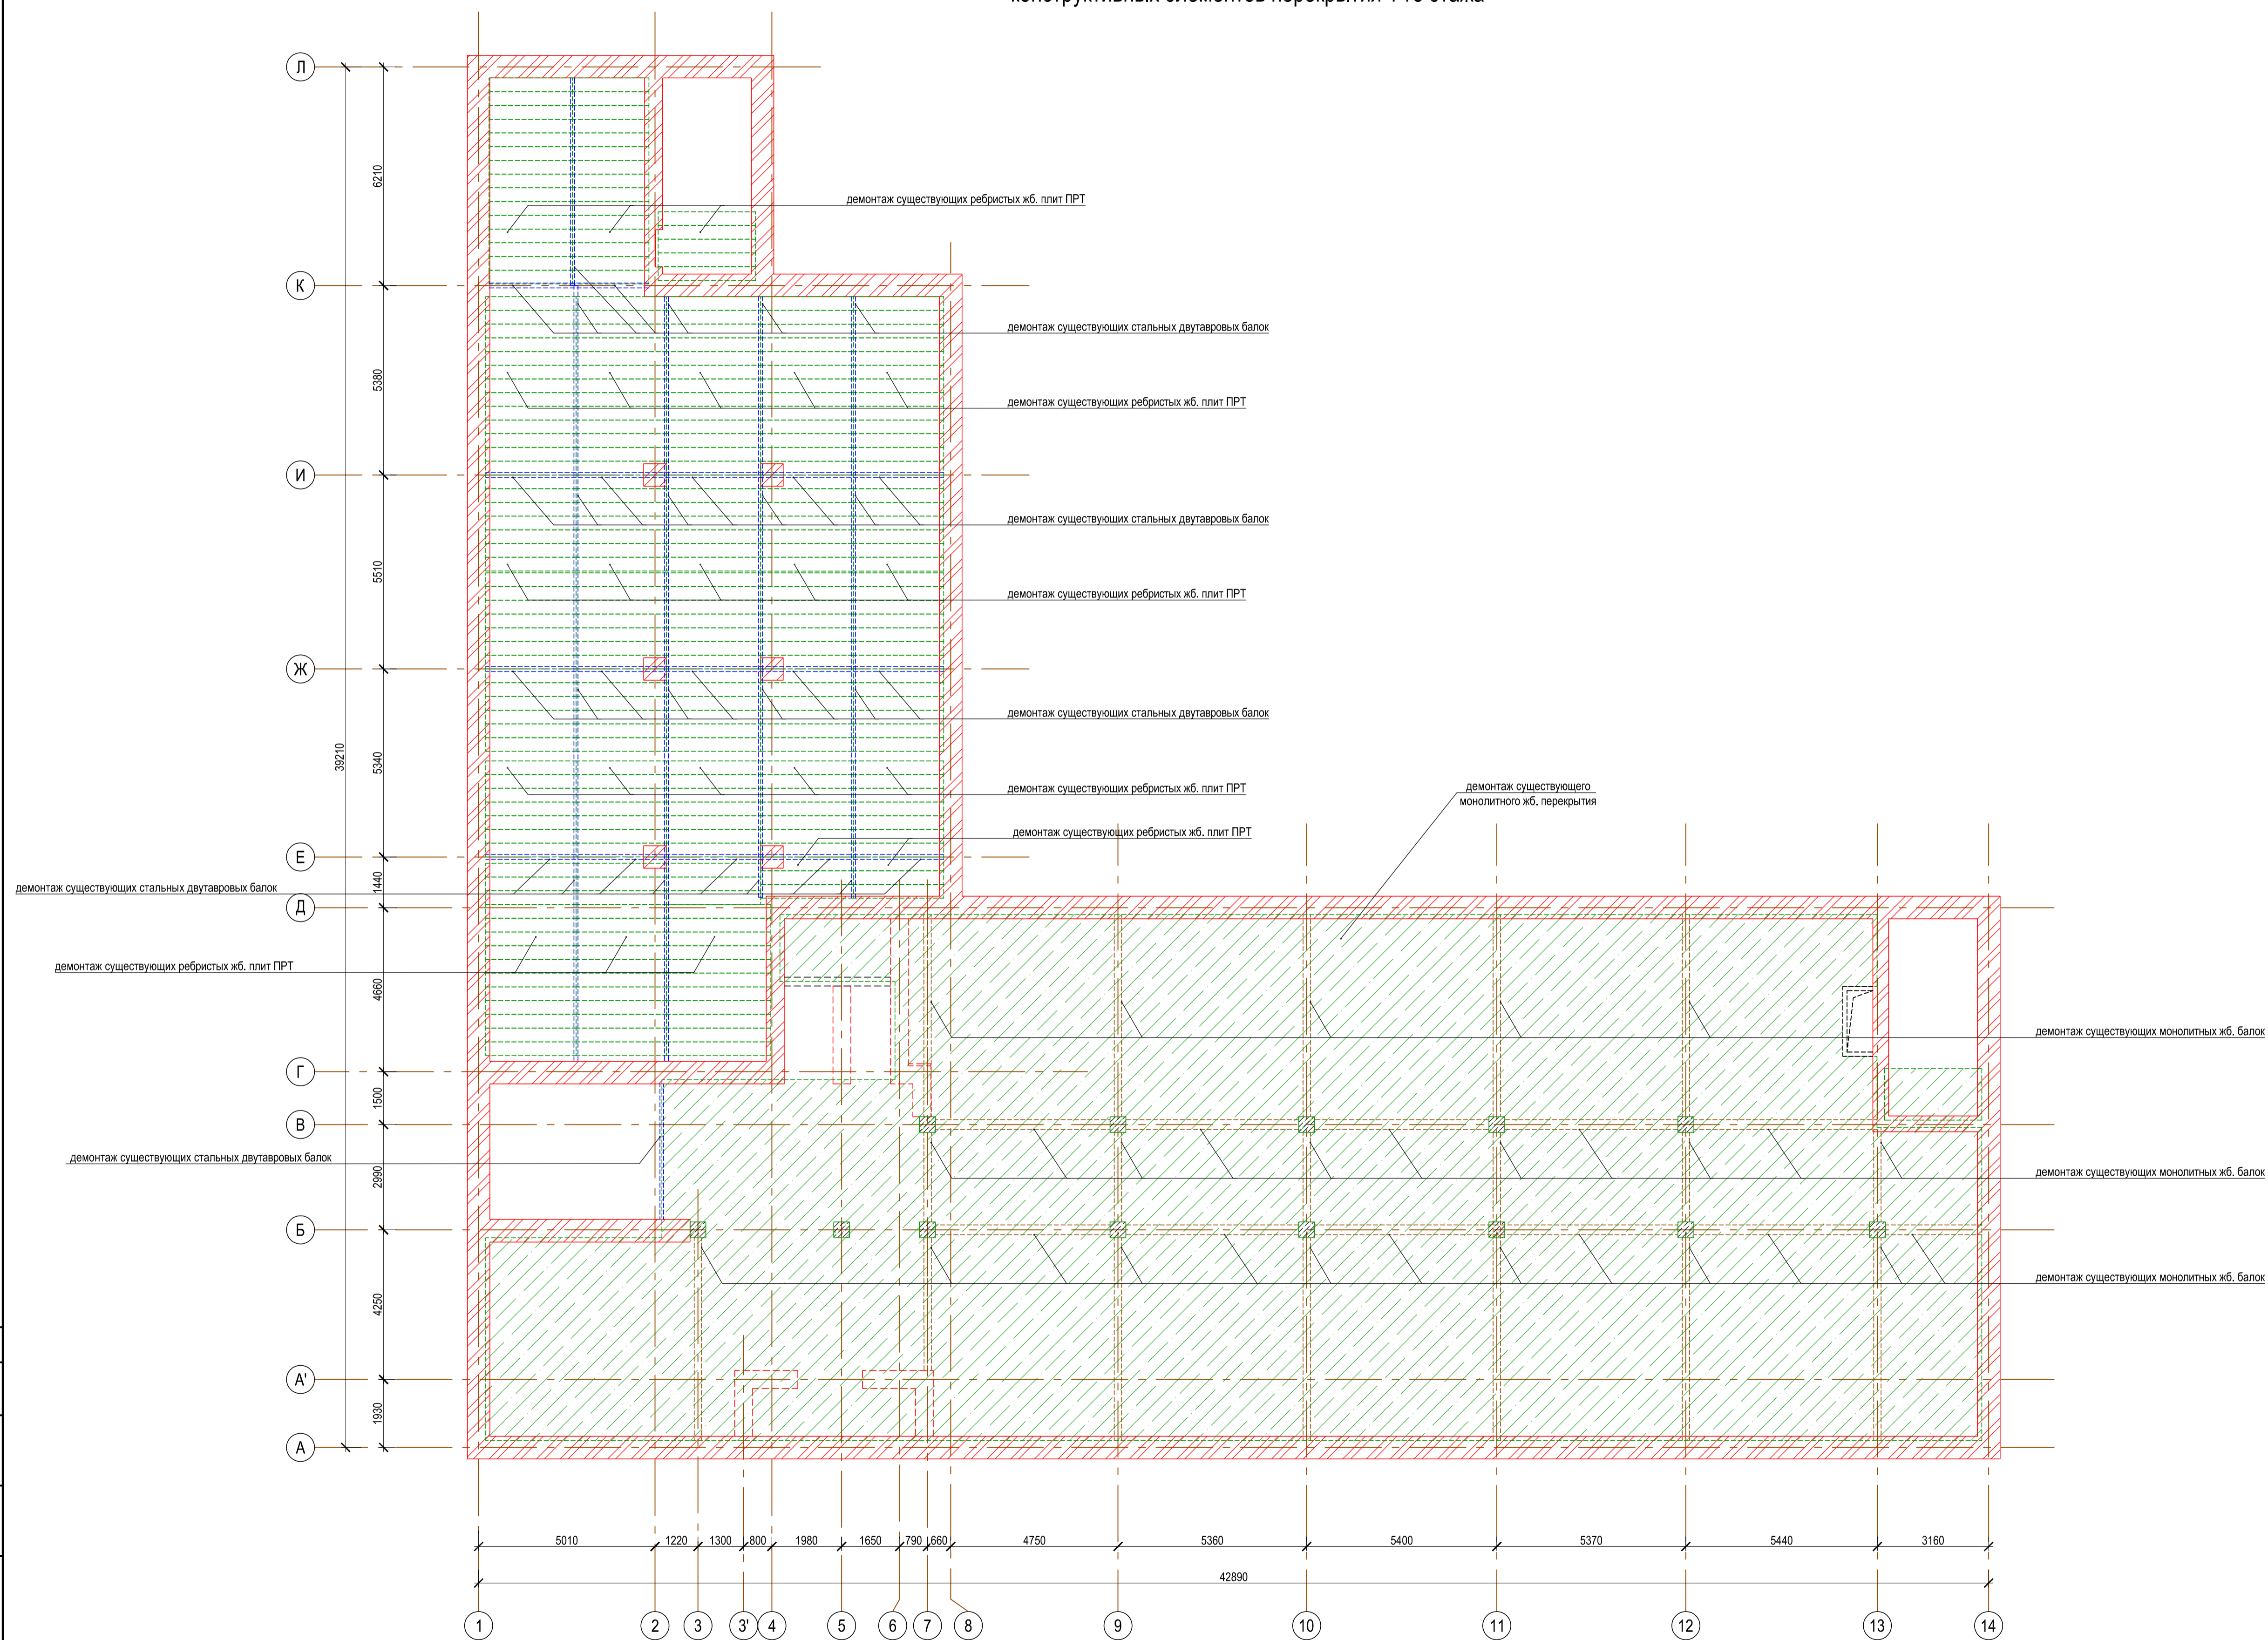 Л
6210
демонтаж существующих ребристых жб. плит ПРТ
К
демонтаж существующих стальных двутавровых балок
5380
демонтаж существующих ребристых жб. плит ПРТ
И
демонтаж существующих стальных двутавровых балок
5510
демонтаж существующих ребристых жб. плит ПРТ
Ж
демонтаж существующих стальных двутавровых балок
39210
5340
демонтаж существующих ребристых жб. плит ПРТ
демонтаж существующего
монолитного жб. перекрытия
демонтаж существующих ребристых жб. плит ПРТ
Е
1440
демонтаж существующих стальных двутавровых балок
Д
демонтаж существующих ребристых жб. плит ПРТ
4660
демонтаж существующих монолитных жб. балок
Г
1500
В
демонтаж существующих стальных двутавровых балок
2990
демонтаж существующих монолитных жб. балок
Б
4250
демонтаж существующих монолитных жб. балок
А'
1930
А
5010 1220 1300 800 1980 1650 790 660 4750 5360 5400 5370 5440 3160
42890
1 2 3 3' 4 5 6 7 8 9 10 11 12 13 14